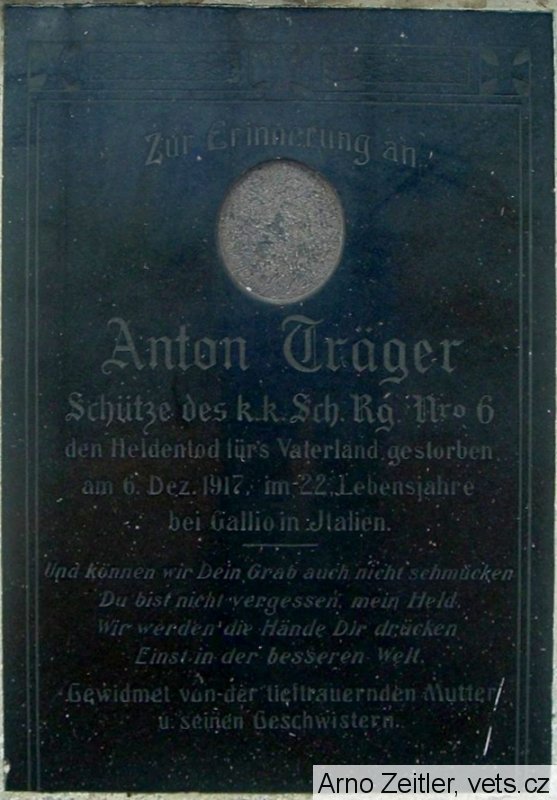 Zur Erinnerung an
Anton Träger
Schütze des k.k. Sch. Rg. Nro 6
den Heldentod für's Vaterland gestorben
am 6. Dez. 1917, im 22. Lebensjahre
bei Gallio in Italien.
Und können wir Dein Grab auch nicht schmücken
Du bist nicht vergessen, mein Held.
Wir werden die Hände Dir drücken
Einst in der besseren Welt.
Gewidmet von der tieftrauernden Mutter
u. seinen Geschwistern.
Arno Zeitler, vets.cz